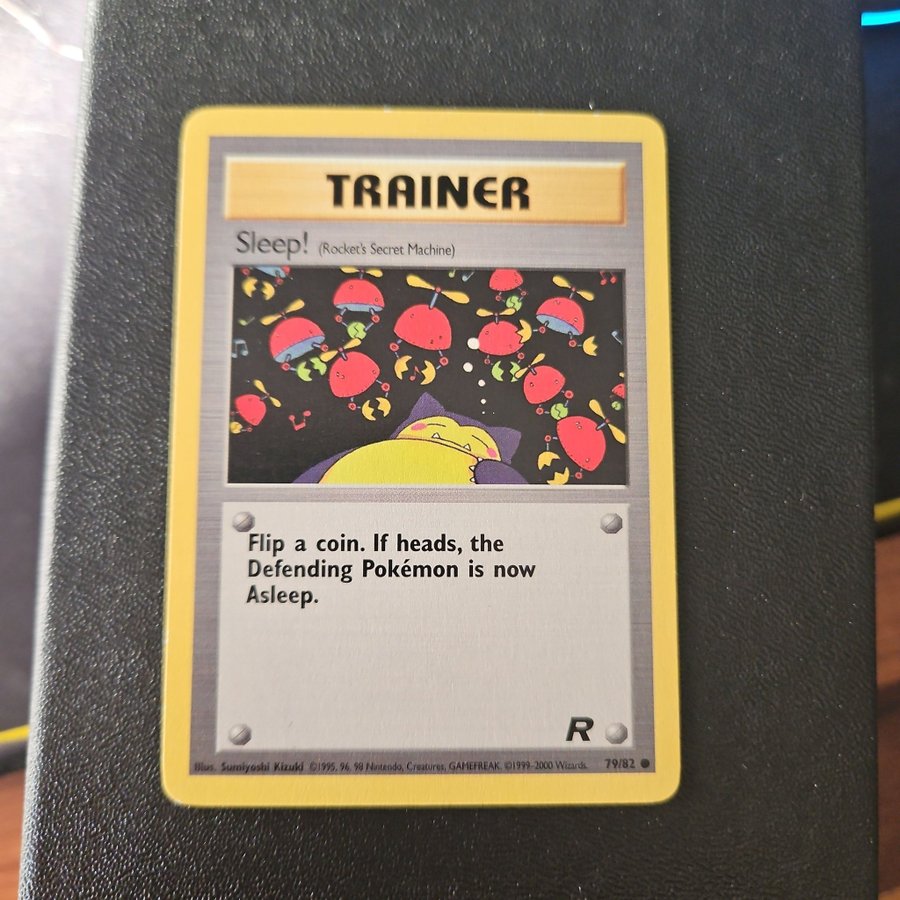 TRAINER
Sleep! (Rocket's Secret Machine)
Flip a coin. If heads, the
Defending Pokémon is now
Asleep.
R
Illus. Sumiyoshi Kizuki ©1995, 96, 98 Nintendo, Creatures, GAMEFREAK. ©1999-2000 Wizards. 79/82 ●